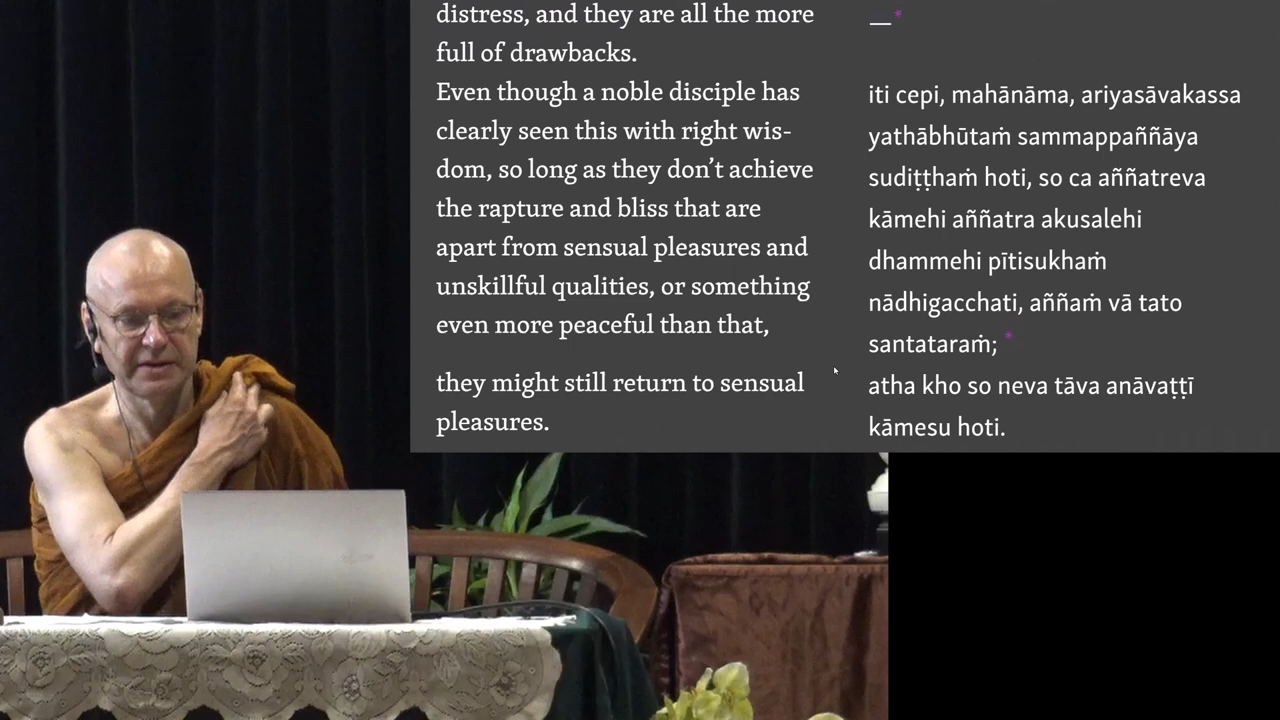 distress, and they are all the more
full of drawbacks.
Even though a noble disciple has
clearly seen this with right wis-
dom, so long as they don’t achieve
the rapture and bliss that are
apart from sensual pleasures and
unskillful qualities, or something
even more peaceful than that,
they might still return to sensual
pleasures.
—*
iti cepi, mahānāma, ariyasāvakassa
yathābhūtaṁ sammappaññāya
sudiṭṭhaṁ hoti, so ca aññatreva
kāmehi aññatra akusalehi
dhammehi pītisukhaṁ
nādhigacchati, aññaṁ vā tato
santataraṁ; *
atha kho so neva tāva anāvaṭṭī
kāmesu hoti.